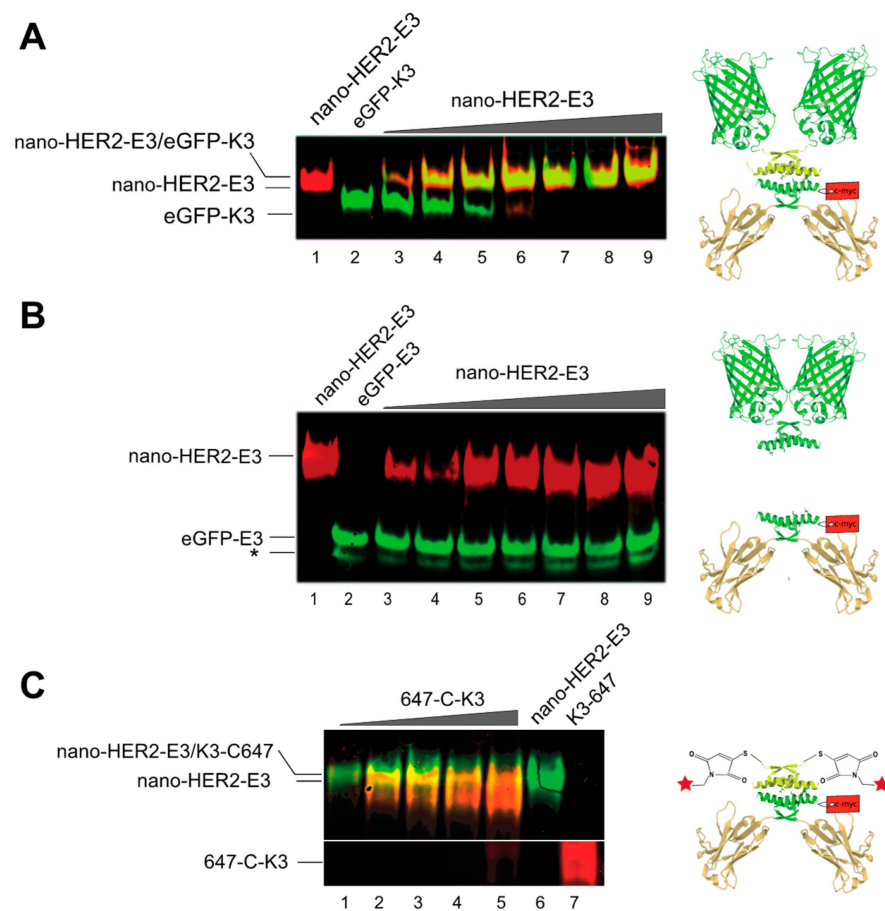 A
nano-HER2-E3
eGFP-K3
nano-HER2-E3
nano-HER2-E3/eGFP-K3
nano-HER2-E3
eGFP-K3
c-myc
1 2 3 4 5 6 7 8 9
B
nano-HER2-E3
eGFP-E3
nano-HER2-E3
nano-HER2-E3
eGFP-E3
*
c-myc
1 2 3 4 5 6 7 8 9
C
647-C-K3
nano-HER2-E3
K3-647
nano-HER2-E3/K3-C647
nano-HER2-E3
647-C-K3
O S S O
N N
O O
c-myc
1 2 3 4 5 6 7